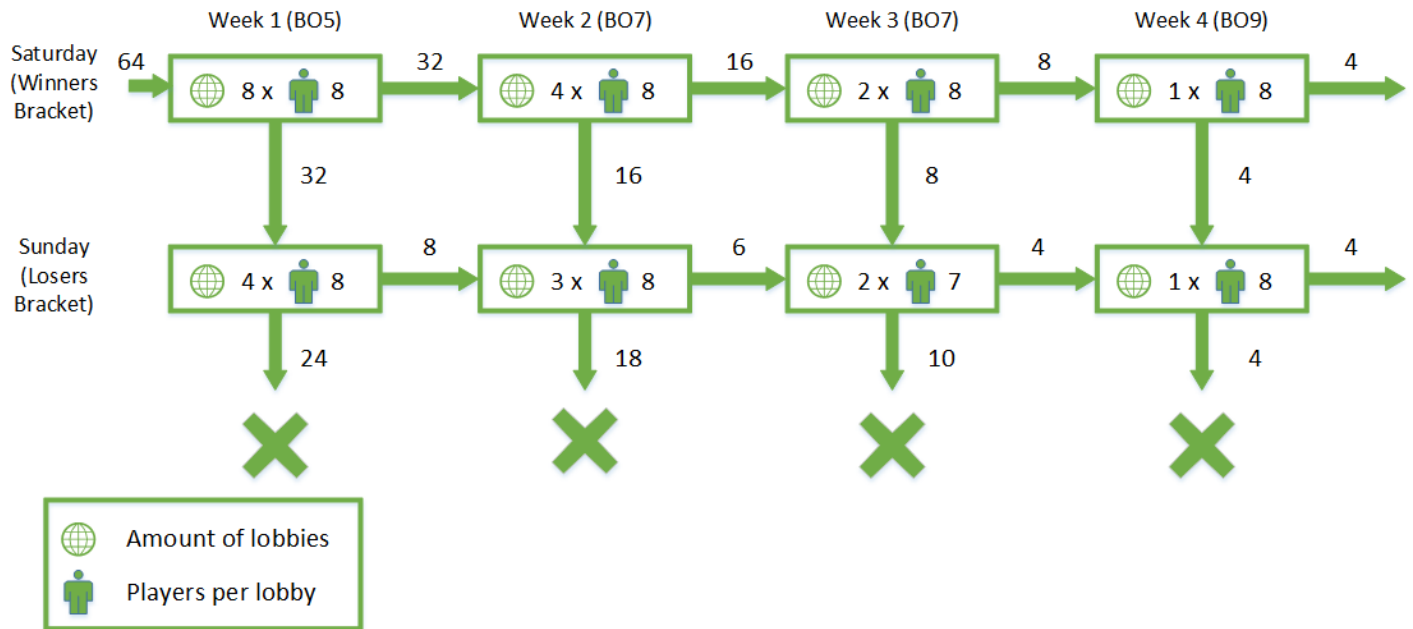 Week 1 (BO5)
Week 2 (BO7)
Week 3 (BO7)
Week 4 (BO9)
Saturday
(Winners
Bracket)
64
8 x 8
32
4 x 8
16
2 x 8
8
1 x 8
4
32
16
8
4
Sunday
(Losers
Bracket)
4 x 8
8
3 x 8
6
2 x 7
4
1 x 8
4
24
18
10
4
Amount of lobbies
Players per lobby